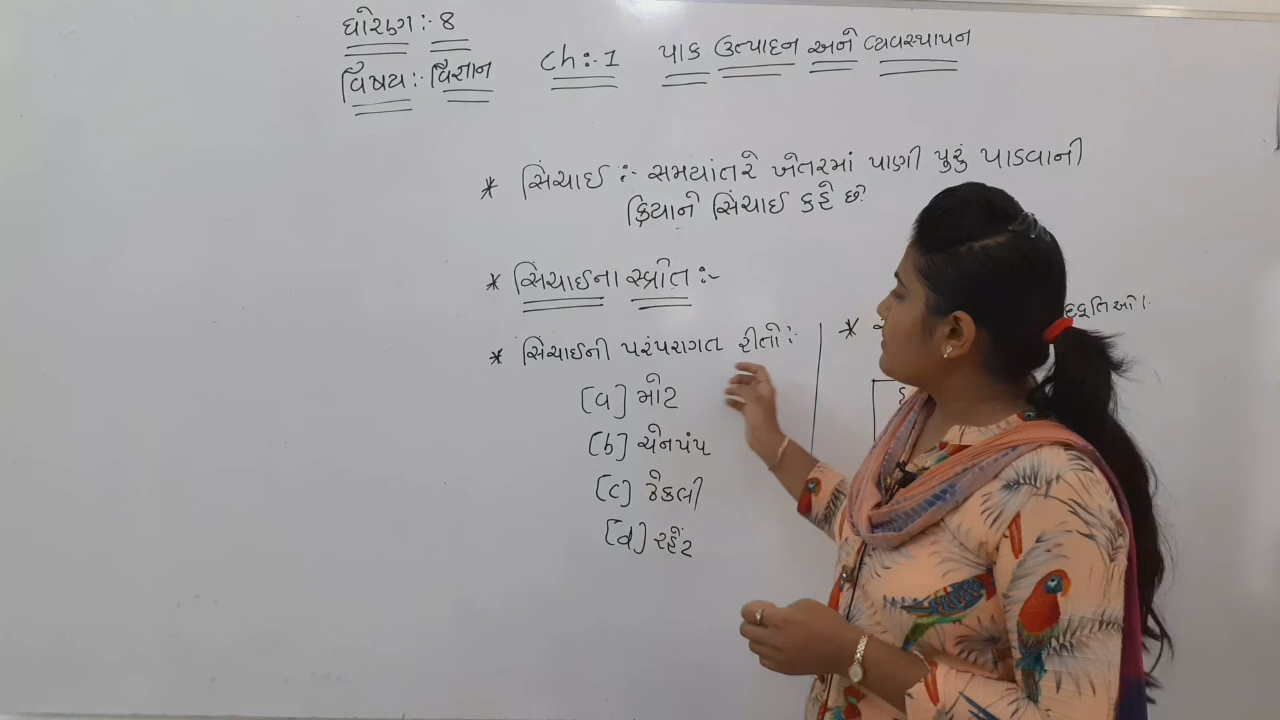 ધોરણ:- 8
વિષય:- વિજ્ઞાન
Ch:-1 પાક ઉત્પાદન અને વ્યવસ્થાપન
* સિંચાઈ :- સમયાંતરે ખેતરમાં પાણી પુરું પાડવાની
ક્રિયાને સિંચાઈ કહે છે.
* સિંચાઈના સ્ત્રોત :-
* સિંચાઈની પરંપરાગત રીતો :-
[a] મોટ
[b] ચેનપંપ
[c] ઢેકલી
[d] રહેંટ
*